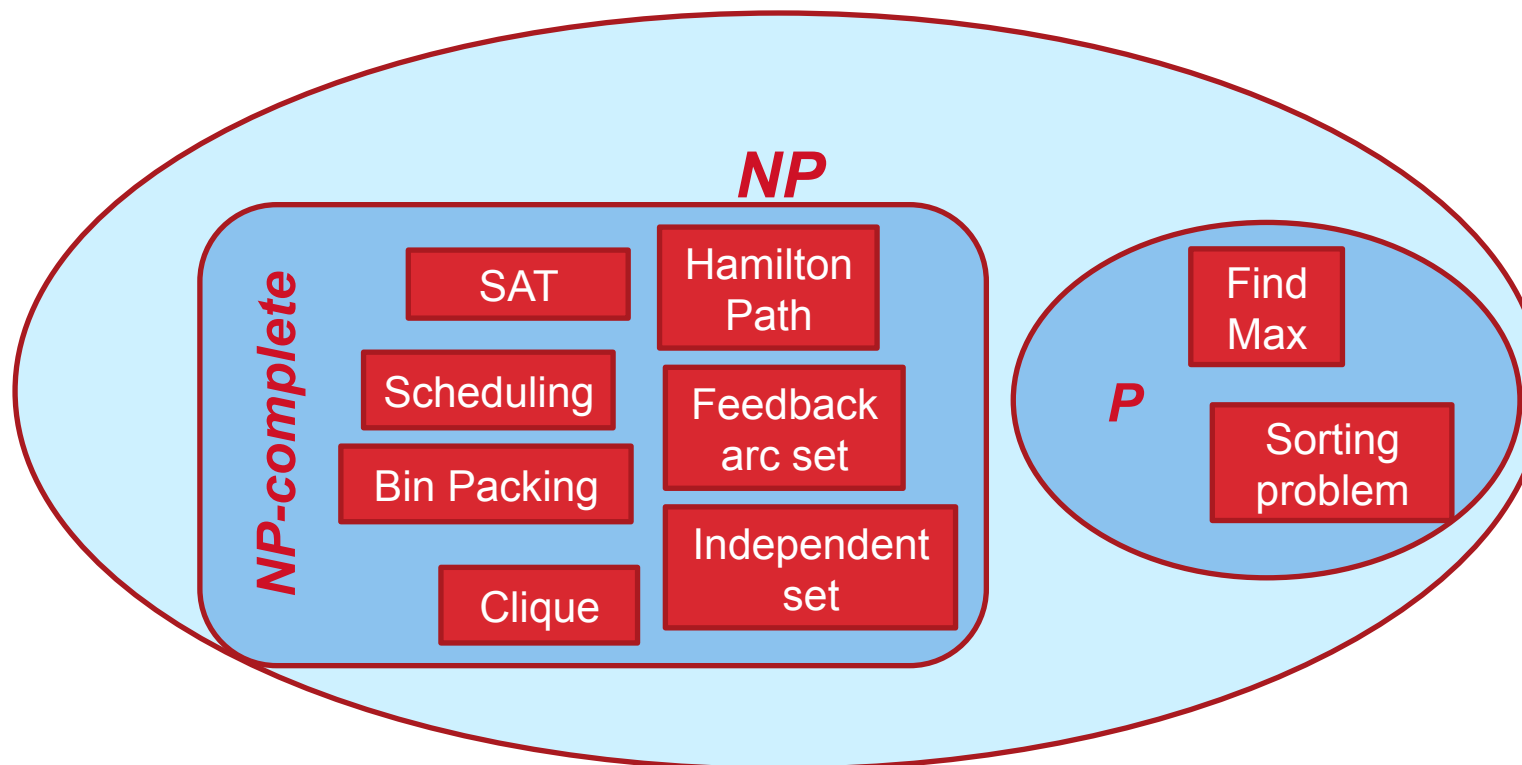 NP
NP-complete
SAT
Hamilton
Path
Scheduling
Feedback
arc set
Bin Packing
Independent
set
Clique
P
Find
Max
Sorting
problem